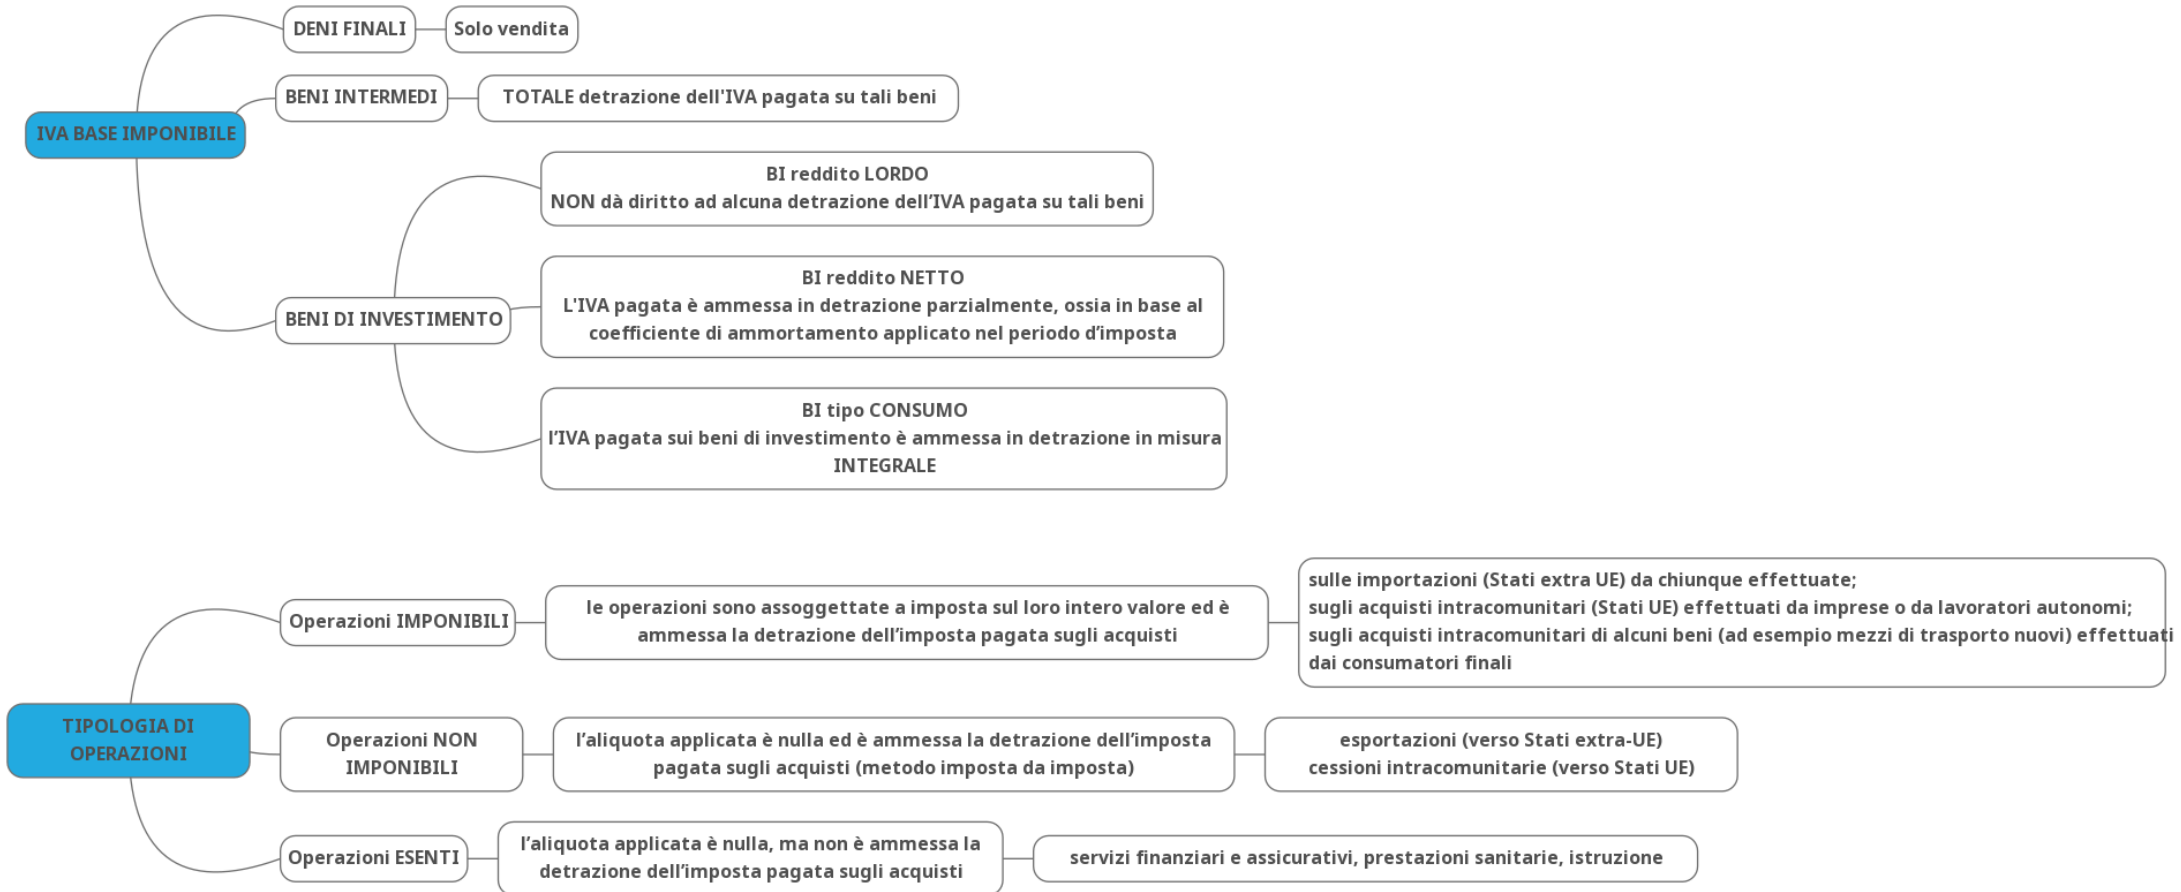 DENI FINALI
Solo vendita
BENI INTERMEDI
TOTALE detrazione dell'IVA pagata su tali beni
IVA BASE IMPONIBILE
BI reddito LORDO
NON dà diritto ad alcuna detrazione dell’IVA pagata su tali beni
BI reddito NETTO
L'IVA pagata è ammessa in detrazione parzialmente, ossia in base al
coefficiente di ammortamento applicato nel periodo d’imposta
BENI DI INVESTIMENTO
BI tipo CONSUMO
l’IVA pagata sui beni di investimento è ammessa in detrazione in misura
INTEGRALE
Operazioni IMPONIBILI
le operazioni sono assoggettate a imposta sul loro intero valore ed è
ammessa la detrazione dell’imposta pagata sugli acquisti
sulle importazioni (Stati extra UE) da chiunque effettuate;
sugli acquisti intracomunitari (Stati UE) effettuati da imprese o da lavoratori autonomi;
sugli acquisti intracomunitari di alcuni beni (ad esempio mezzi di trasporto nuovi) effettuati
dai consumatori finali
TIPOLOGIA DI
OPERAZIONI
Operazioni NON
IMPONIBILI
l’aliquota applicata è nulla ed è ammessa la detrazione dell’imposta
pagata sugli acquisti (metodo imposta da imposta)
esportazioni (verso Stati extra-UE)
cessioni intracomunitarie (verso Stati UE)
Operazioni ESENTI
l’aliquota applicata è nulla, ma non è ammessa la
detrazione dell’imposta pagata sugli acquisti
servizi finanziari e assicurativi, prestazioni sanitarie, istruzione